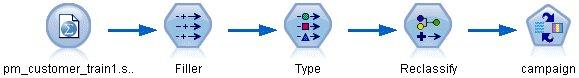 pm_customer_train1.s..
Filler
Type
Reclassify
campaign